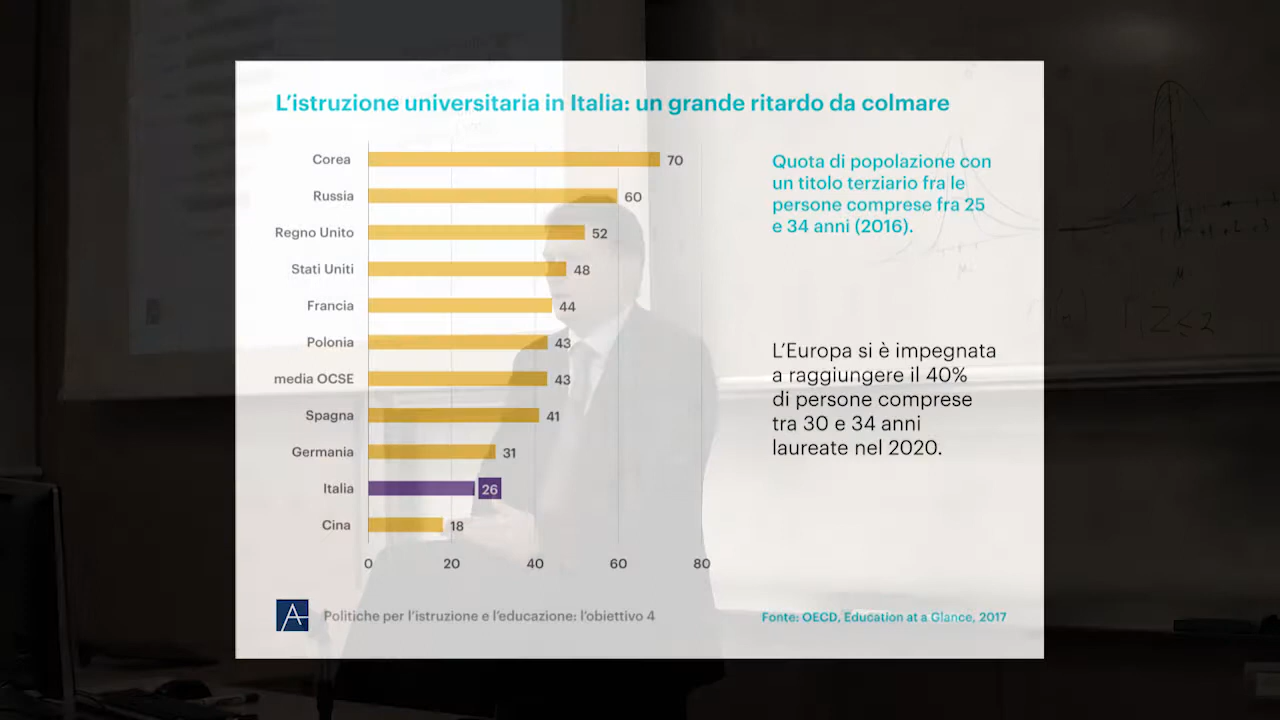 L'istruzione universitaria in Italia: un grande ritardo da colmare
Corea 70
Russia 60
Regno Unito 52
Stati Uniti 48
Francia 44
Polonia 43
media OCSE 43
Spagna 41
Germania 31
Italia 26
Cina 18
0 20 40 60 80
Quota di popolazione con
un titolo terziario fra le
persone comprese fra 25
e 34 anni (2016).
L'Europa si è impegnata
a raggiungere il 40%
di persone comprese
tra 30 e 34 anni
laureate nel 2020.
Politiche per l'istruzione e l'educazione: l'obiettivo 4
Fonte: OECD, Education at a Glance, 2017